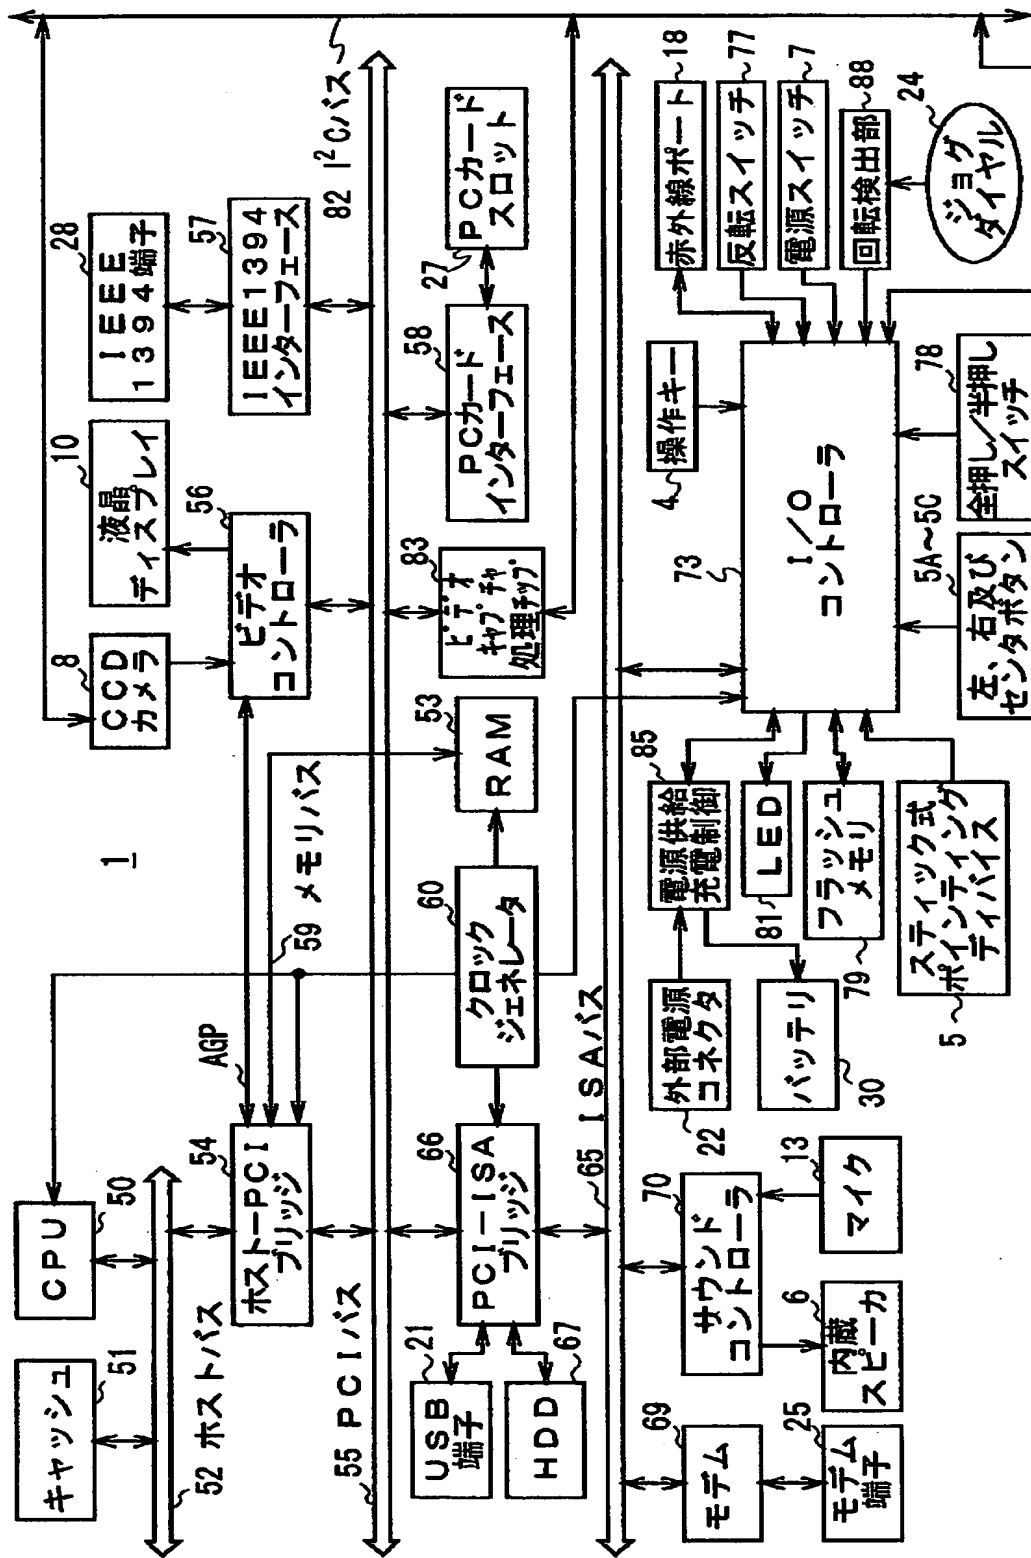 1
キャッシュ
51
CPU
50
52 ホストバス
ホストーPCI
ブリッジ
54
AGP
59 メモリバス
CCD
カメラ
8
液晶
ディスプレイ
10
ビデオ
コントローラ
56
IEEE
1394端子
28
IEEE1394
インターフェース
57
82 I²Cバス
55 PCIバス
USB
端子
21
HDD
67
PCI-ISA
ブリッジ
66
クロック
ジェネレータ
60
RAM
53
ビデオ
キャプチャ
処理チップ
83
PCカード
インターフェース
58
PCカード
スロット
27
65 ISAバス
モデム
69
モデム
端子
25
サウンド
コントローラ
70
内蔵
スピーカ
6
マイク
13
外部電源
コネクタ
22
バッテリ
30
電源供給
充電制御
85
LED
81
フラッシュ
メモリ
79
スティック式
ポインティング
ディバイス
5
I/O
コントローラ
73
操作キー
4
赤外線ポート
18
反転スイッチ
77
電源スイッチ
7
回転検出部
88
ジョグ
ダイヤル
24
左、右及び
センタボタン
5A～5C
全押し/半押し
スイッチ
78